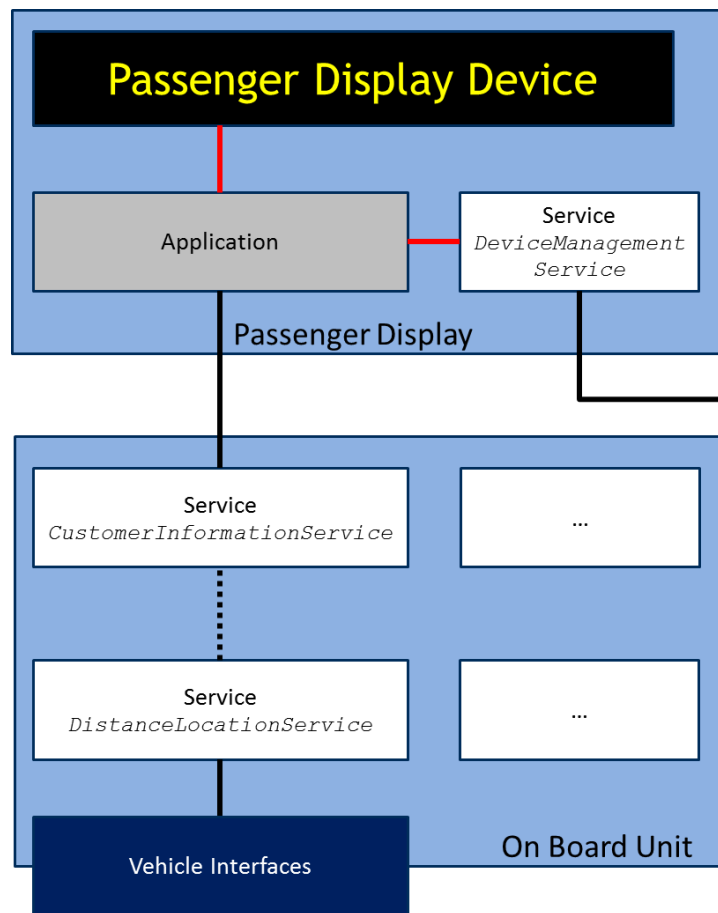 Passenger Display Device
Application
Service
DeviceManagement
Service
Passenger Display
Service
CustomerInformationService
…
Service
DistanceLocationService
…
On Board Unit
Vehicle Interfaces